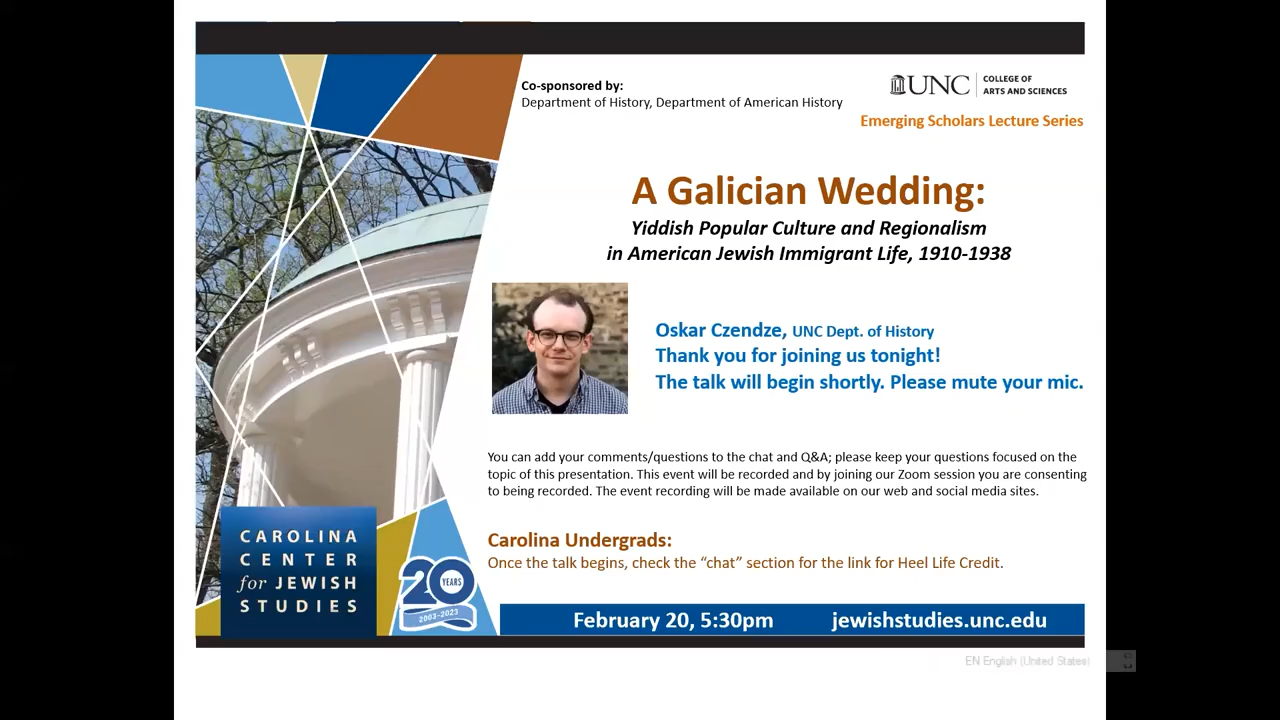 Co-sponsored by:
Department of History, Department of American History
UNC COLLEGE OF
ARTS AND SCIENCES
Emerging Scholars Lecture Series
A Galician Wedding:
Yiddish Popular Culture and Regionalism
in American Jewish Immigrant Life, 1910-1938
Oskar Czendze, UNC Dept. of History
Thank you for joining us tonight!
The talk will begin shortly. Please mute your mic.
You can add your comments/questions to the chat and Q&A; please keep your questions focused on the
topic of this presentation. This event will be recorded and by joining our Zoom session you are consenting
to being recorded. The event recording will be made available on our web and social media sites.
Carolina Undergrads:
Once the talk begins, check the “chat” section for the link for Heel Life Credit.
CAROLINA
CENTER
for JEWISH
STUDIES
20 YEARS
2003-2023
February 20, 5:30pm jewishstudies.unc.edu
EN English (United States)